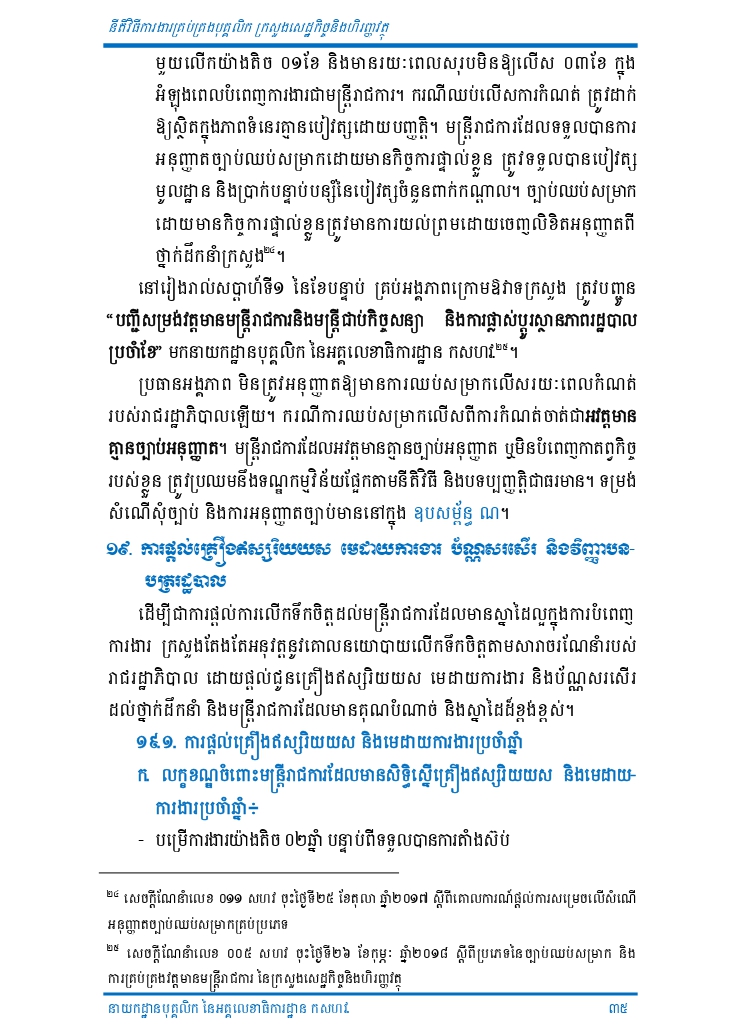 នីតិវិធីការងារគ្រប់គ្រងបុគ្គលិក ក្រសួងសេដ្ឋកិច្ចនិងហិរញ្ញវត្ថុ
មួយលើកយ៉ាងតិច ០១ខែ និងមានរយៈពេលសរុបមិនឱ្យលើស ០៣ខែ ក្នុង
អំឡុងពេលបំពេញការងារជាមន្ត្រីរាជការ។ ករណីឈប់លើសការកំណត់ ត្រូវដាក់
ឱ្យស្ថិតក្នុងភាពទំនេរគ្មានបៀវត្សដោយបញ្ញត្តិ។ មន្ត្រីរាជការដែលទទួលបានការ
អនុញ្ញាតច្បាប់ឈប់សម្រាកដោយមានកិច្ចការផ្ទាល់ខ្លួន ត្រូវទទួលបានបៀវត្ស
មូលដ្ឋាន និងប្រាក់បន្ទាប់បន្សំនៃបៀវត្សចំនួនពាក់កណ្តាល។ ច្បាប់ឈប់សម្រាក
ដោយមានកិច្ចការផ្ទាល់ខ្លួនត្រូវមានការយល់ព្រមដោយចេញលិខិតអនុញ្ញាតពី
ថ្នាក់ដឹកនាំក្រសួង២៤។
នៅរៀងរាល់សប្តាហ៍ទី១ នៃខែបន្ទាប់ គ្រប់អង្គភាពក្រោមឱវាទក្រសួង ត្រូវបញ្ជូន
“បញ្ជីសម្រង់វត្តមានមន្ត្រីរាជការនិងមន្ត្រីជាប់កិច្ចសន្យា និងការផ្លាស់ប្តូរស្ថានភាពរដ្ឋបាល
ប្រចាំខែ” មកនាយកដ្ឋានបុគ្គលិក នៃអគ្គលេខាធិការដ្ឋាន កសហវ.២៥។
ប្រធានអង្គភាព មិនត្រូវអនុញ្ញាតឱ្យមានការឈប់សម្រាកលើសរយៈពេលកំណត់
របស់រាជរដ្ឋាភិបាលឡើយ។ ករណីការឈប់សម្រាកលើសពីការកំណត់ចាត់ជាអវត្តមាន
គ្មានច្បាប់អនុញ្ញាត។ មន្ត្រីរាជការដែលអវត្តមានគ្មានច្បាប់អនុញ្ញាត ឬមិនបំពេញកាតព្វកិច្ច
របស់ខ្លួន ត្រូវប្រឈមនឹងទណ្ឌកម្មវិន័យផ្អែកតាមនីតិវិធី និងបទប្បញ្ញត្តិជាធរមាន។ ទម្រង់
សំណើសុំច្បាប់ និងការអនុញ្ញាតច្បាប់មាននៅក្នុង ឧបសម្ព័ន្ធ ណ។
១៩. ការផ្តល់គ្រឿងឥស្សរិយយស មេដាយការងារ ប័ណ្ណសរសើរ និងវិញ្ញាបន-
បត្ររដ្ឋបាល
ដើម្បីជាការផ្តល់ការលើកទឹកចិត្តដល់មន្ត្រីរាជការដែលមានស្នាដៃល្អក្នុងការបំពេញ
ការងារ ក្រសួងតែងតែអនុវត្តនូវគោលនយោបាយលើកទឹកចិត្តតាមសារាចរណែនាំរបស់
រាជរដ្ឋាភិបាល ដោយផ្តល់ជូនគ្រឿងឥស្សរិយយស មេដាយការងារ និងប័ណ្ណសរសើរ
ដល់ថ្នាក់ដឹកនាំ និងមន្ត្រីរាជការដែលមានគុណបំណាច់ និងស្នាដៃដ៏ខ្ពង់ខ្ពស់។
១៩.១. ការផ្តល់គ្រឿងឥស្សរិយយស និងមេដាយការងារប្រចាំឆ្នាំ
ក. លក្ខខណ្ឌចំពោះមន្ត្រីរាជការដែលមានសិទ្ធិស្នើគ្រឿងឥស្សរិយយស និងមេដាយ-
ការងារប្រចាំឆ្នាំ÷
- បម្រើការងារយ៉ាងតិច ០២ឆ្នាំ បន្ទាប់ពីទទួលបានការតាំងស៊ប់
២៤ សេចក្តីណែនាំលេខ ០១១ សហវ ចុះថ្ងៃទី២៥ ខែតុលា ឆ្នាំ២០១៧ ស្តីពីគោលការណ៍ផ្តល់ការសម្រេចលើសំណើ
អនុញ្ញាតច្បាប់ឈប់សម្រាកគ្រប់ប្រភេទ
២៥ សេចក្តីណែនាំលេខ ០០៥ សហវ ចុះថ្ងៃទី២៦ ខែកុម្ភៈ ឆ្នាំ២០១៨ ស្តីពីប្រភេទនៃច្បាប់ឈប់សម្រាក និង
ការគ្រប់គ្រងវត្តមានមន្ត្រីរាជការ នៃក្រសួងសេដ្ឋកិច្ចនិងហិរញ្ញវត្ថុ
នាយកដ្ឋានបុគ្គលិក នៃអគ្គលេខាធិការដ្ឋាន កសហវ.
៣៥